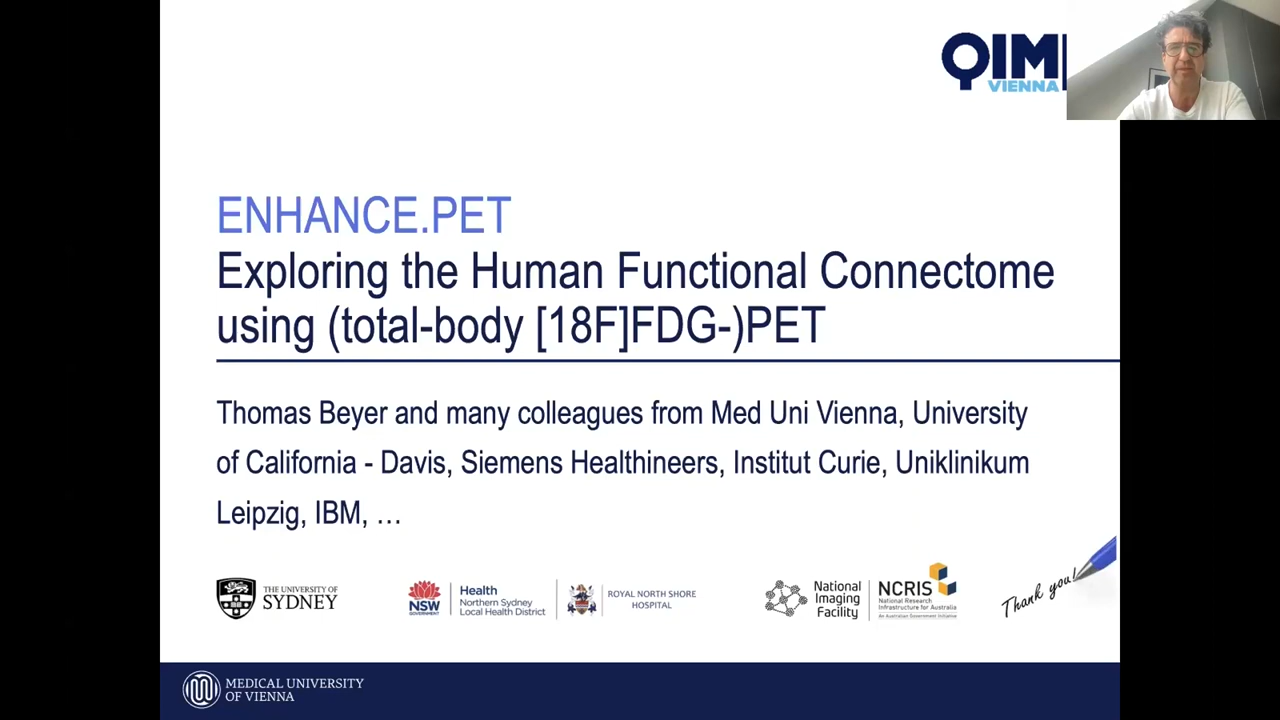 QIM
VIENNA
ENHANCE.PET
Exploring the Human Functional Connectome
using (total-body [18F]FDG-)PET
Thomas Beyer and many colleagues from Med Uni Vienna, University
of California - Davis, Siemens Healthineers, Institut Curie, Uniklinikum
Leipzig, IBM, …
THE UNIVERSITY OF
SYDNEY
NSW
GOVERNMENT
Health
Northern Sydney
Local Health District
ROYAL NORTH SHORE
HOSPITAL
National
Imaging
Facility
NCRIS
National Research
Infrastructure for Australia
An Australian Government Initiative
Thank you!
MEDICAL UNIVERSITY
OF VIENNA